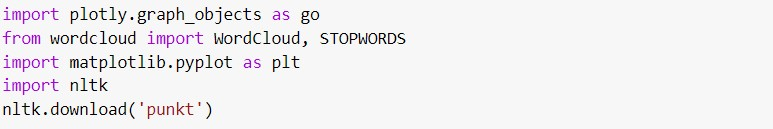 import plotly.graph_objects as go
from wordcloud import WordCloud, STOPWORDS
import matplotlib.pyplot as plt
import nltk
nltk.download('punkt')